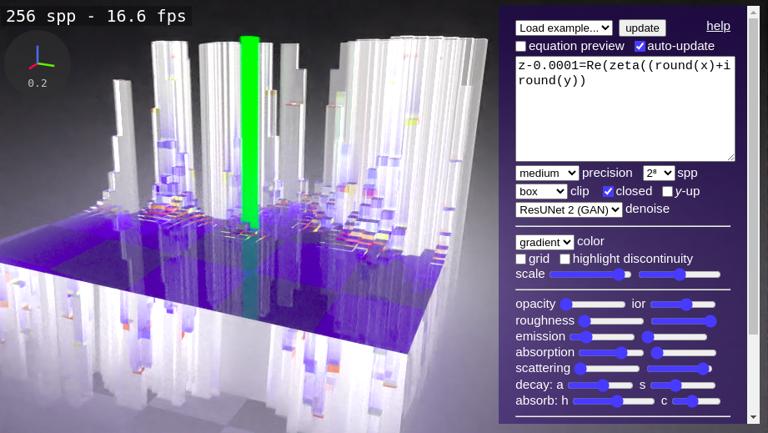 256 spp - 16.6 fps
0.2
Load example... update help
equation preview auto-update
z-0.0001=Re(zeta((round(x)+i
round(y))
medium precision 2⁸ spp
box clip closed y-up
ResUNet 2 (GAN) denoise
gradient color
grid highlight discontinuity
scale
opacity ior
roughness
emission
absorption
scattering
decay: a s
absorb: h c